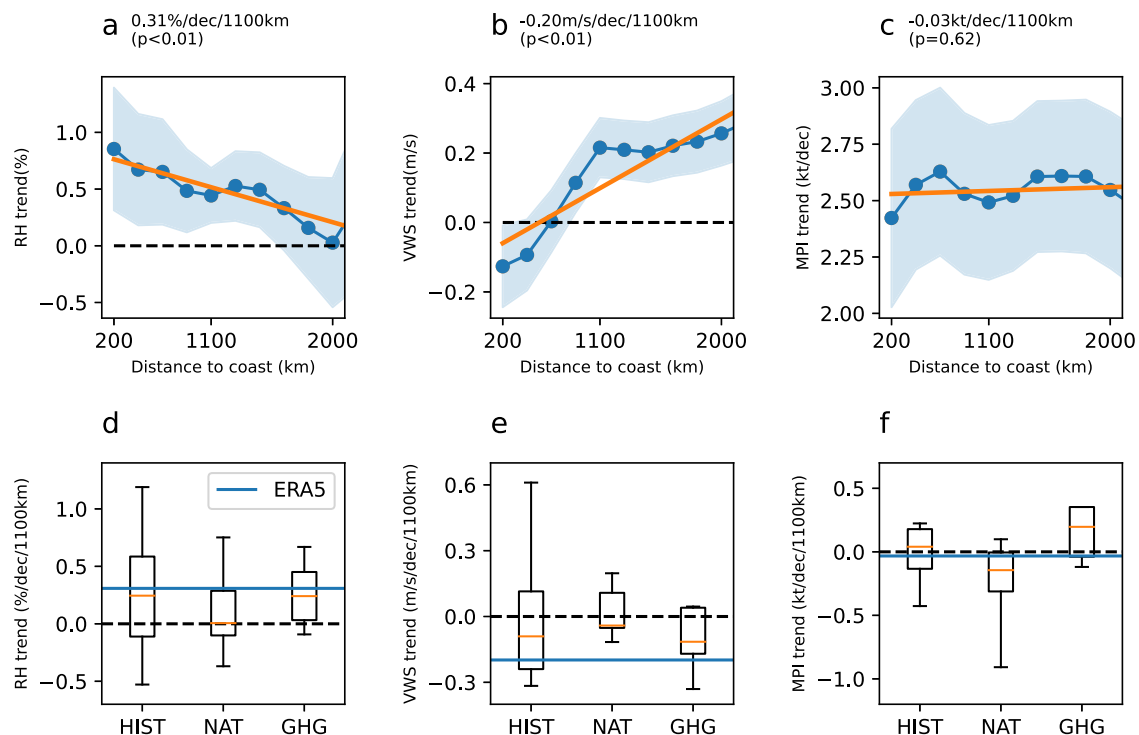 a
0.31%/dec/1100km
(p<0.01)
RH trend(%)
1.0
0.5
0.0
−0.5
200
1100
2000
Distance to coast (km)
b
-0.20m/s/dec/1100km
(p<0.01)
VWS trend(m/s)
0.4
0.2
0.0
−0.2
200
1100
2000
Distance to coast (km)
c
-0.03kt/dec/1100km
(p=0.62)
MPI trend (kt/dec)
3.00
2.75
2.50
2.25
2.00
200
1100
2000
Distance to coast (km)
d
RH trend (%/dec/1100km)
1.0
0.5
0.0
−0.5
ERA5
HIST
NAT
GHG
e
VWS trend (m/s/dec/1100km)
0.6
0.3
0.0
−0.3
HIST
NAT
GHG
f
MPI trend (kt/dec/1100km)
0.5
0.0
−0.5
−1.0
HIST
NAT
GHG